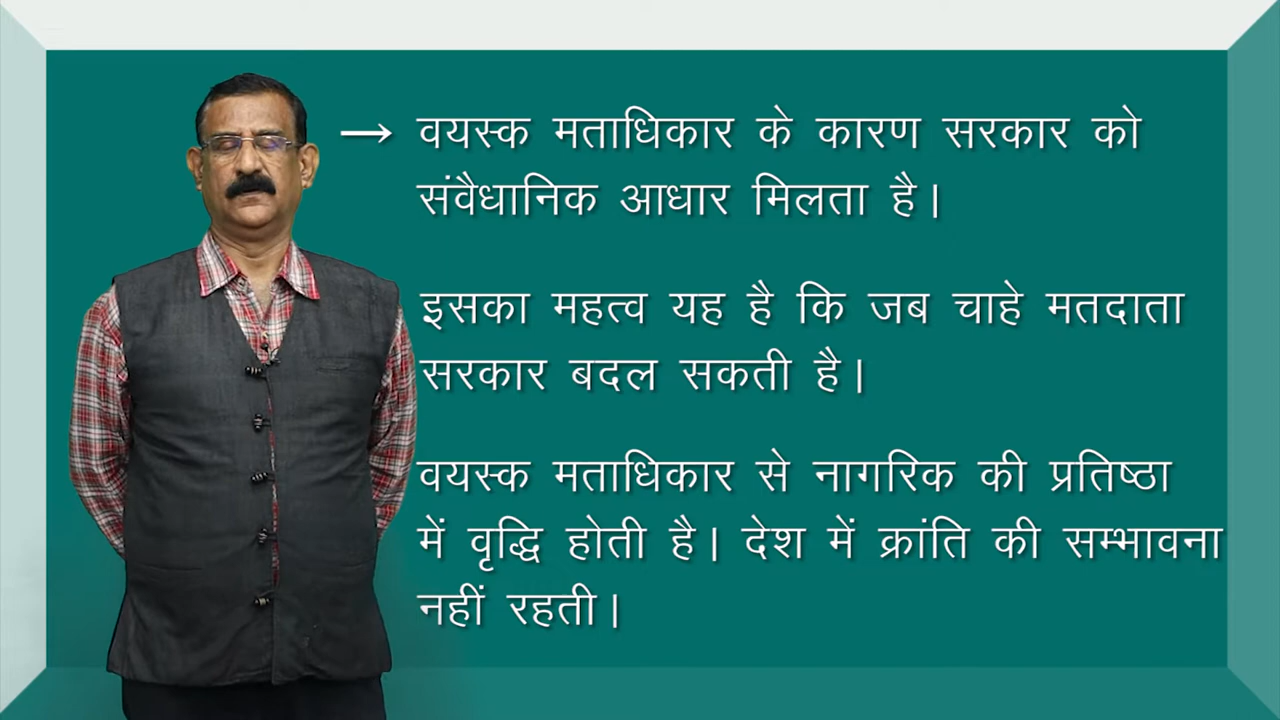 → वयस्क मताधिकार के कारण सरकार को
संवैधानिक आधार मिलता है।
इसका महत्व यह है कि जब चाहे मतदाता
सरकार बदल सकती है।
वयस्क मताधिकार से नागरिक की प्रतिष्ठा
में वृद्धि होती है। देश में क्रांति की सम्भावना
नहीं रहती।